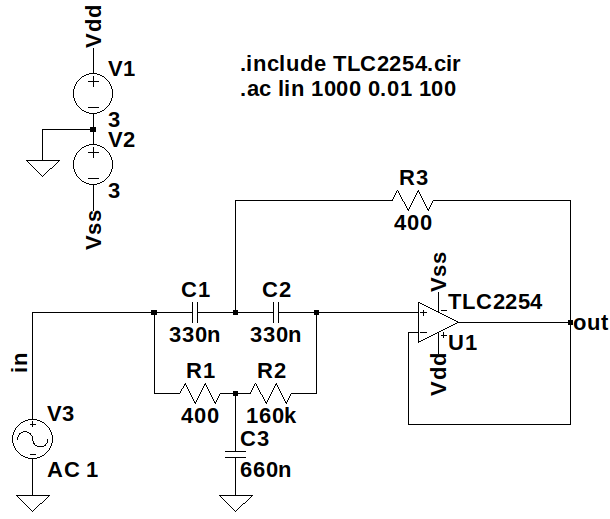 Vdd
V1
3
V2
3
Vss
.include TLC2254.cir
.ac lin 1000 0.01 100
R3
400
C1
330n
C2
330n
Vss
TLC2254
U1
Vdd
out
in
R1
400
R2
160k
C3
660n
V3
AC 1